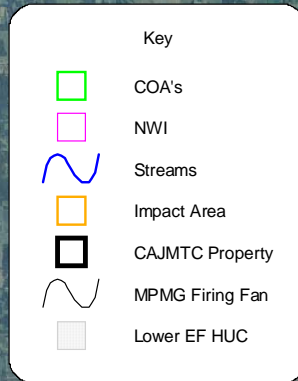 Key
COA's
NWI
Streams
Impact Area
CAJMTC Property
MPMG Firing Fan
Lower EF HUC